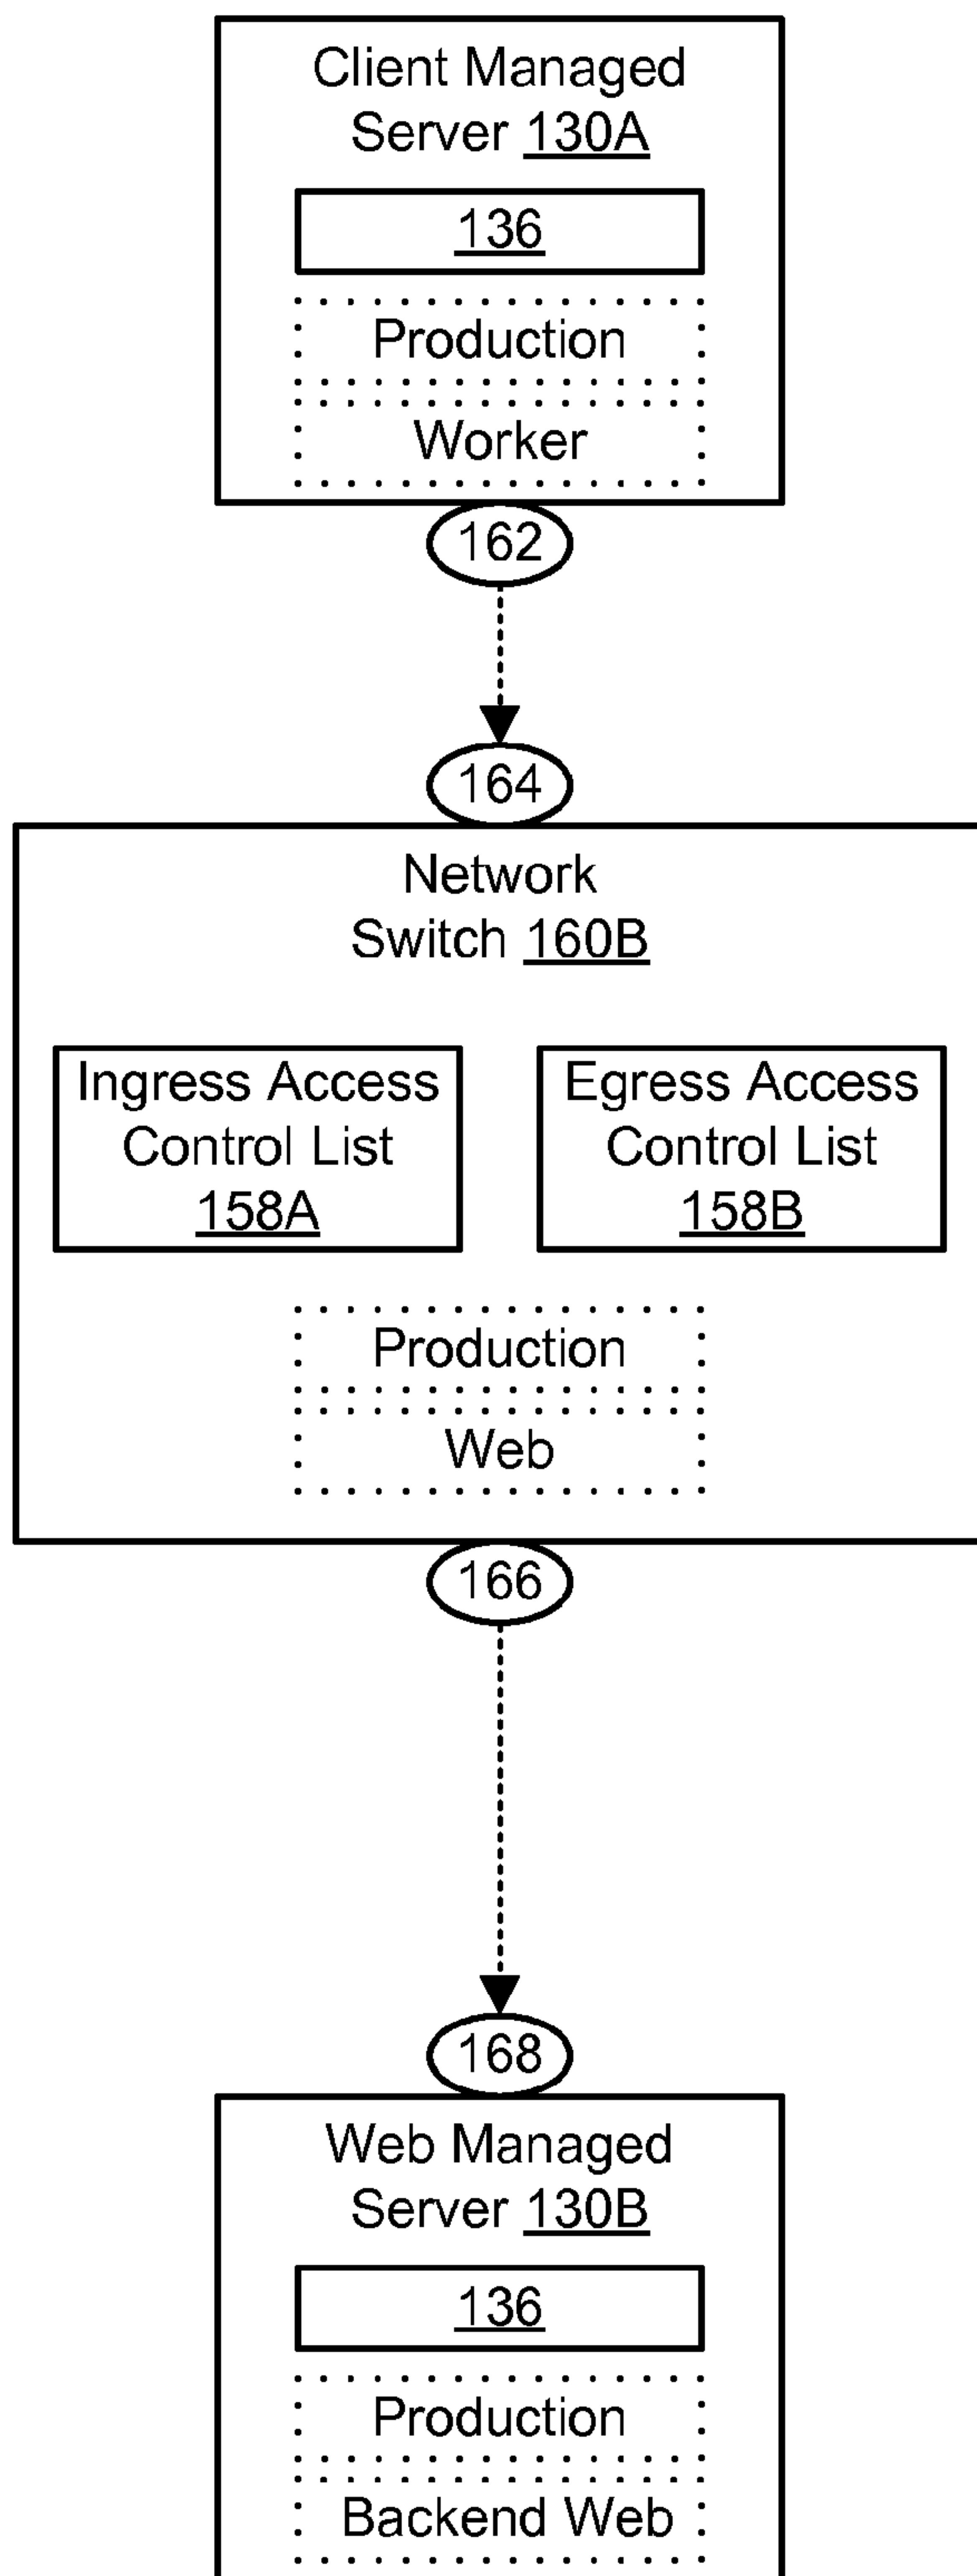 Client Managed
Server 130A
136
Production
Worker
162
164
Network
Switch 160B
Ingress Access
Control List
158A
Egress Access
Control List
158B
Production
Web
166
168
Web Managed
Server 130B
136
Production
Backend Web